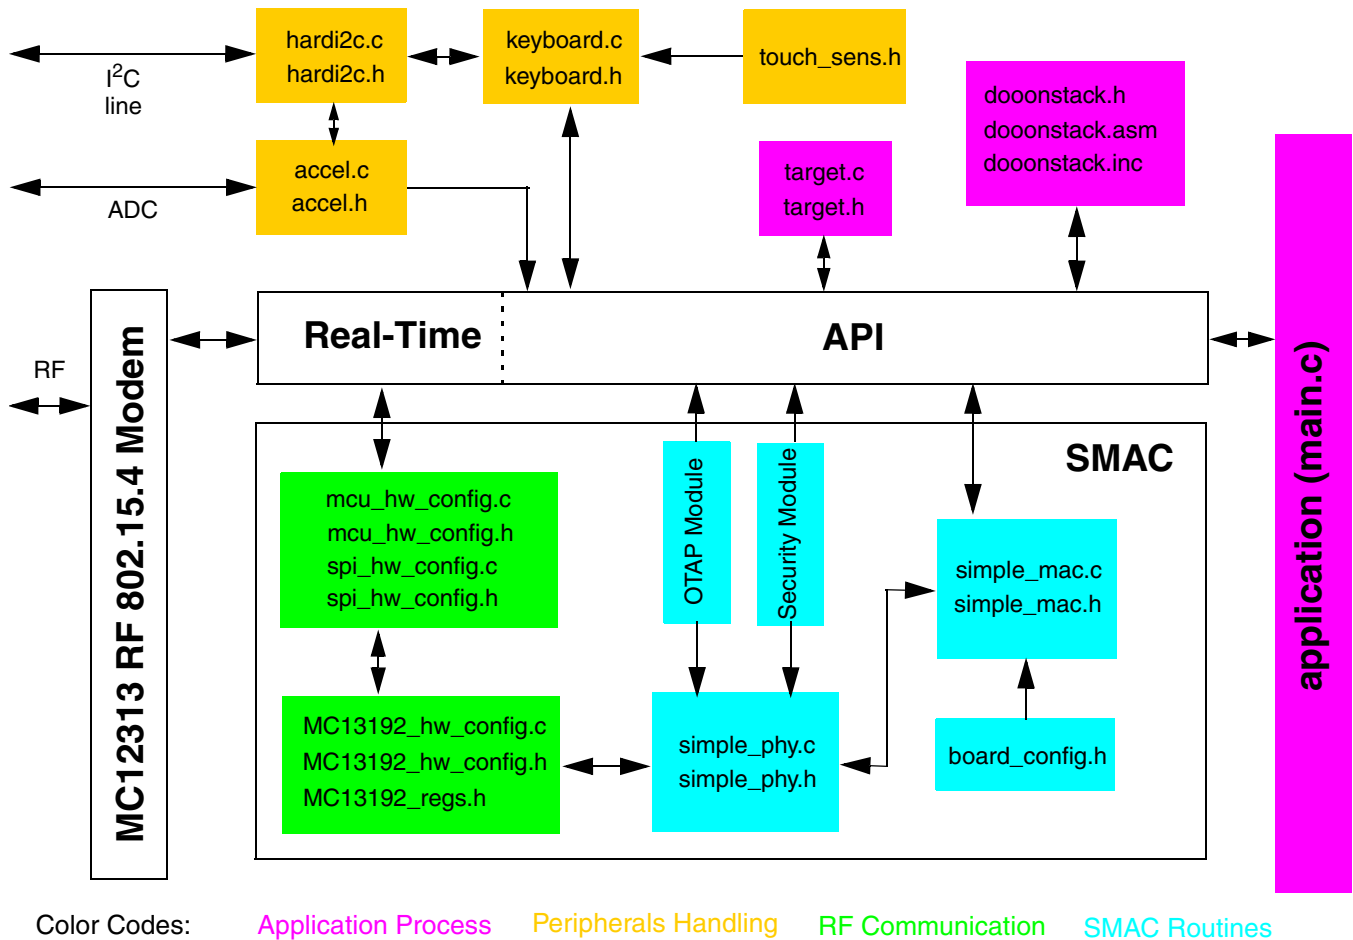 hardi2c.c
hardi2c.h
keyboard.c
keyboard.h
touch_sens.h
dooonstack.h
dooonstack.asm
dooonstack.inc
I²C
line
accel.c
accel.h
ADC
target.c
target.h
Real-Time
API
RF
MC12313 RF 802.15.4 Modem
application (main.c)
SMAC
mcu_hw_config.c
mcu_hw_config.h
spi_hw_config.c
spi_hw_config.h
OTAP Module
Security Module
simple_mac.c
simple_mac.h
MC13192_hw_config.c
MC13192_hw_config.h
MC13192_regs.h
simple_phy.c
simple_phy.h
board_config.h
Color Codes: Application Process Peripherals Handling RF Communication SMAC Routines